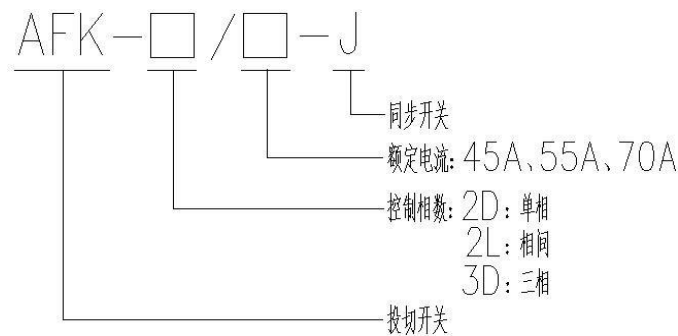 AFK-□/□-J
同步开关
额定电流: 45A、55A、70A
控制相数: 2D: 单相
2L: 相间
3D: 三相
投切开关